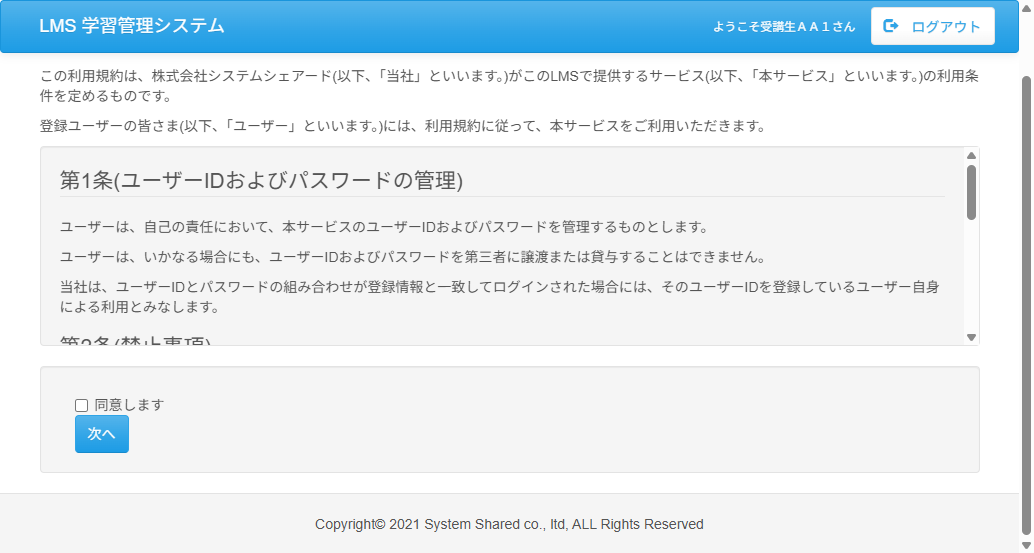 LMS 学習管理システム
ようこそ受講生ＡＡ１さん
ログアウト
この利用規約は、株式会社システムシェアード(以下、「当社」といいます。)がこのLMSで提供するサービス(以下、「本サービス」といいます。)の利用条
件を定めるものです。
登録ユーザーの皆さま(以下、「ユーザー」といいます。)には、利用規約に従って、本サービスをご利用いただきます。
第1条(ユーザーIDおよびパスワードの管理)
ユーザーは、自己の責任において、本サービスのユーザーIDおよびパスワードを管理するものとします。
ユーザーは、いかなる場合にも、ユーザーIDおよびパスワードを第三者に譲渡または貸与することはできません。
当社は、ユーザーIDとパスワードの組み合わせが登録情報と一致してログインされた場合には、そのユーザーIDを登録しているユーザー自身
による利用とみなします。
第2条(禁止事項)
同意します
次へ
Copyright© 2021 System Shared co., ltd, ALL Rights Reserved